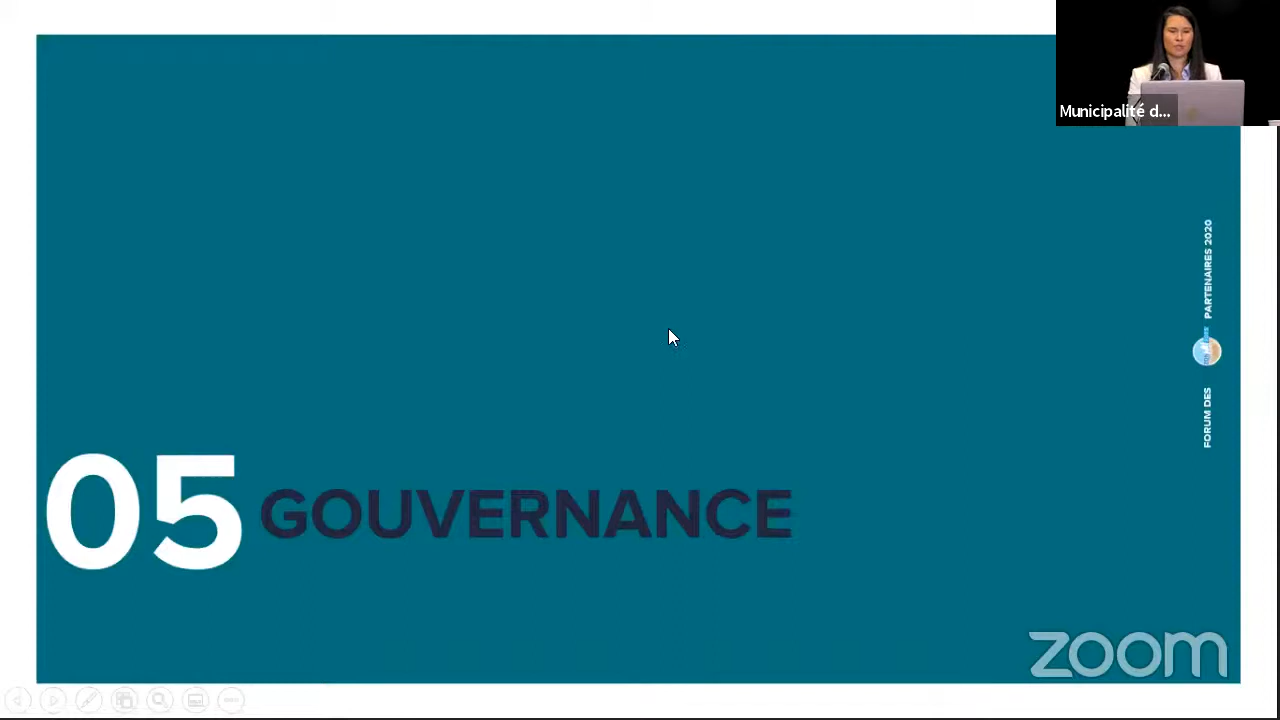 Municipalité d...
PARTENAIRES 2020
FORUM DES
05 GOUVERNANCE
zoom